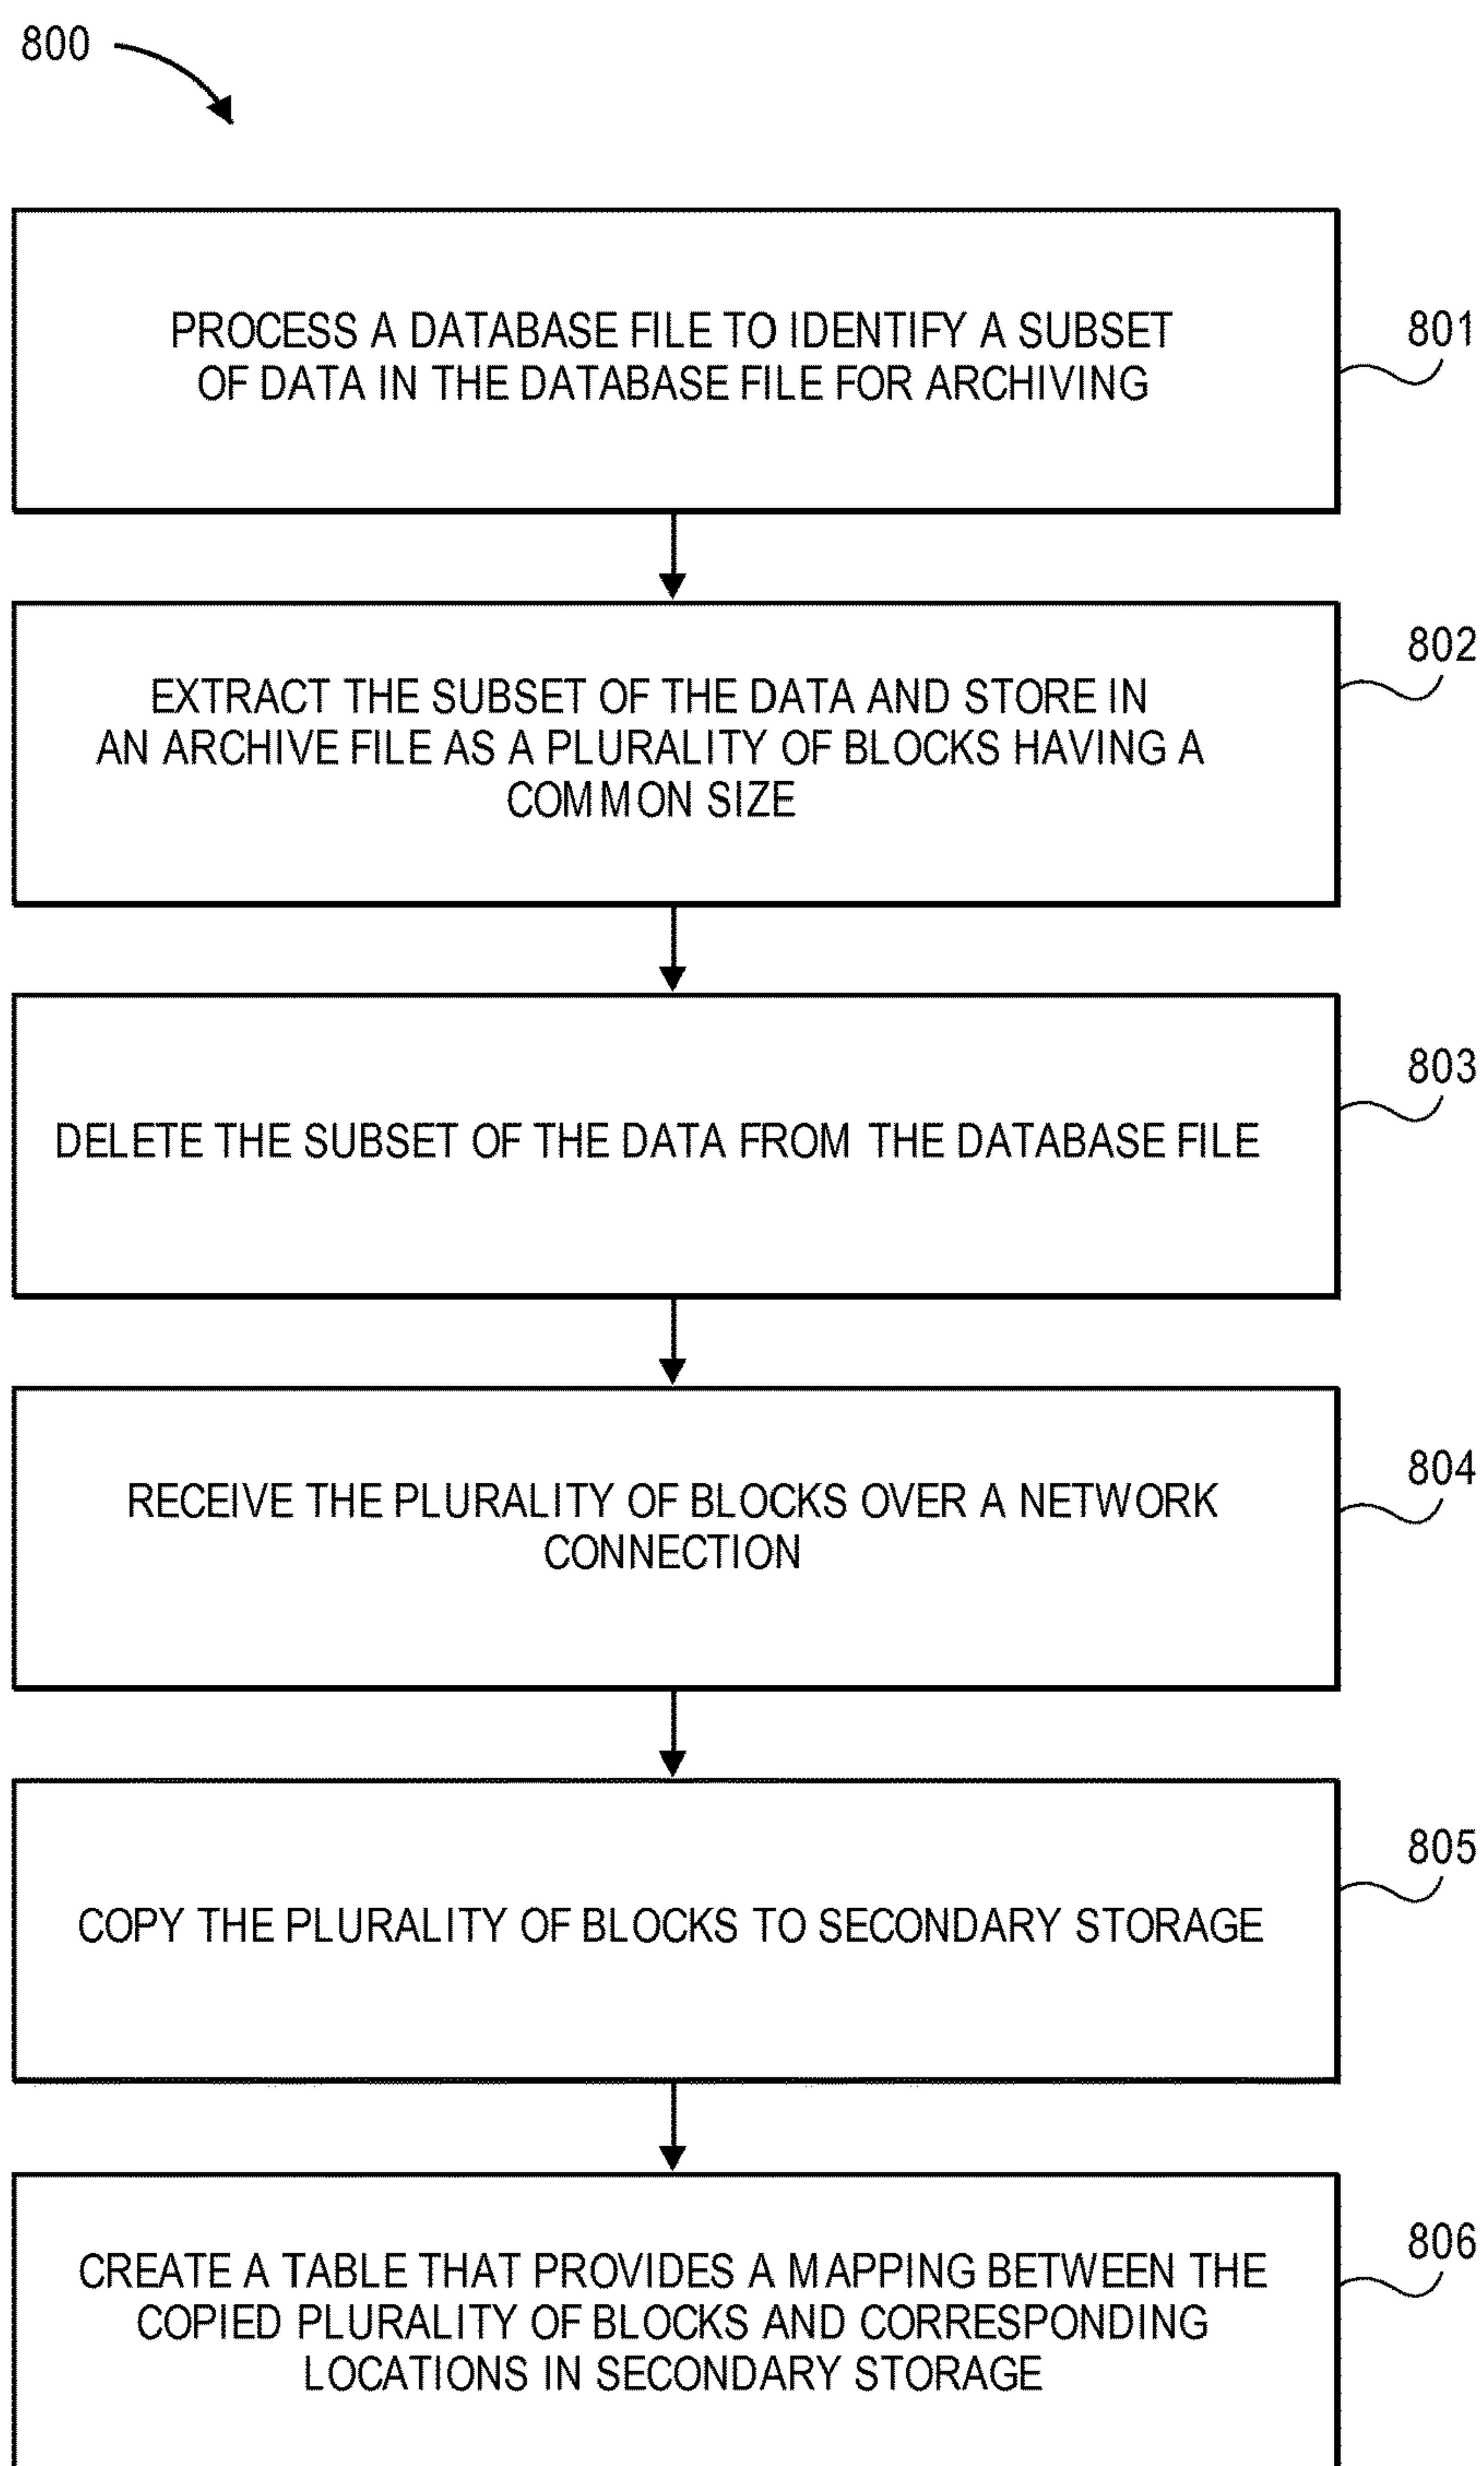 800
PROCESS A DATABASE FILE TO IDENTIFY A SUBSET
OF DATA IN THE DATABASE FILE FOR ARCHIVING
801
EXTRACT THE SUBSET OF THE DATA AND STORE IN
AN ARCHIVE FILE AS A PLURALITY OF BLOCKS HAVING A
COMMON SIZE
802
DELETE THE SUBSET OF THE DATA FROM THE DATABASE FILE
803
RECEIVE THE PLURALITY OF BLOCKS OVER A NETWORK
CONNECTION
804
COPY THE PLURALITY OF BLOCKS TO SECONDARY STORAGE
805
CREATE A TABLE THAT PROVIDES A MAPPING BETWEEN THE
COPIED PLURALITY OF BLOCKS AND CORRESPONDING
LOCATIONS IN SECONDARY STORAGE
806